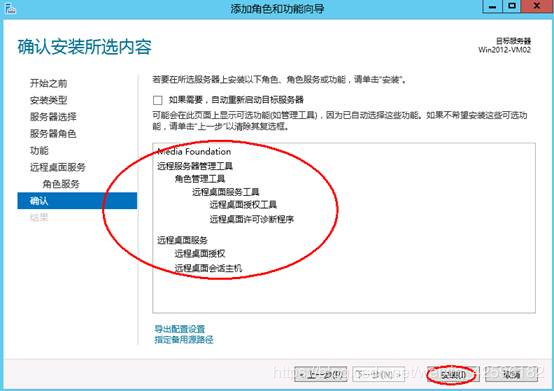 添加角色和功能向导
确认安装所选内容
目标服务器
Win2012-VM02
开始之前
安装类型
服务器选择
服务器角色
功能
远程桌面服务
角色服务
确认
结果
若要在所选服务器上安装以下角色、角色服务或功能，请单击"安装"。
如果需要，自动重新启动目标服务器
可能会在此页面上显示可选功能(如管理工具)，因为已自动选择这些功能。如果不希望安装这些可选功
能，请单击"上一步"以清除其复选框。
Media Foundation
远程服务器管理工具
角色管理工具
远程桌面服务工具
远程桌面授权工具
远程桌面许可诊断程序
远程桌面服务
远程桌面授权
远程桌面会话主机
导出配置设置
指定备用源路径
< 上一步(P)
下一步(N) >
安装(I)
取消